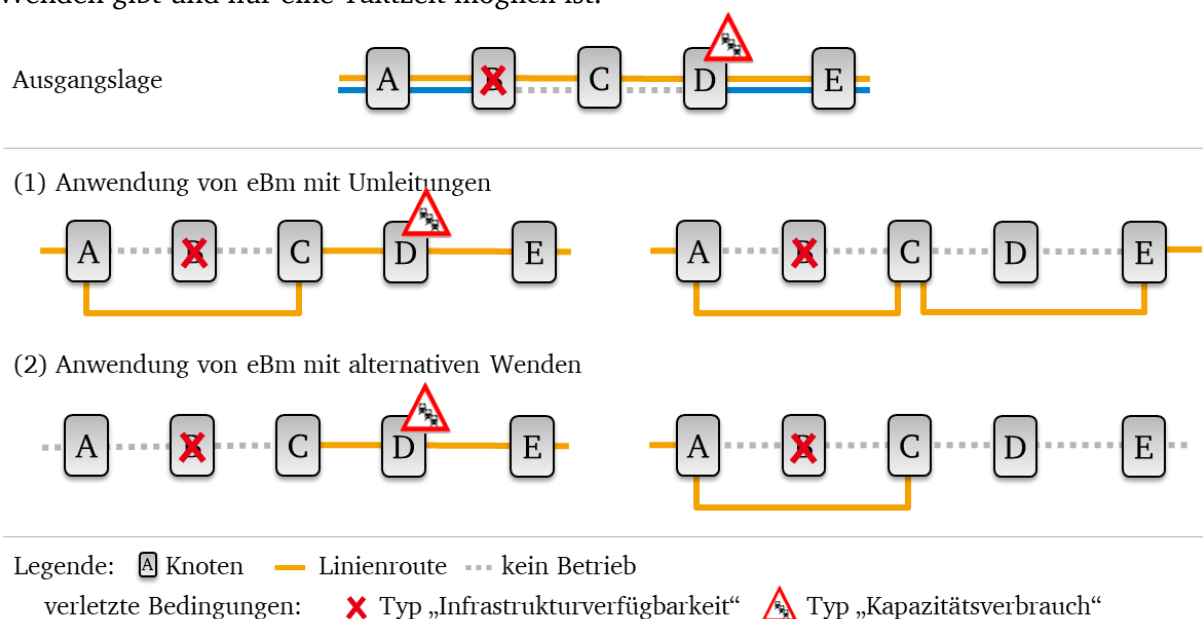 Wenden gibt und nur eine Taktzeit möglich ist.
Ausgangslage
A B C D E
(1) Anwendung von eBm mit Umleitungen
A B C D E A B C D E
(2) Anwendung von eBm mit alternativen Wenden
A B C D E A B C D E
Legende: A Knoten Linienroute kein Betrieb
verletzte Bedingungen: Typ „Infrastrukturverfügbarkeit“ Typ „Kapazitätsverbrauch“